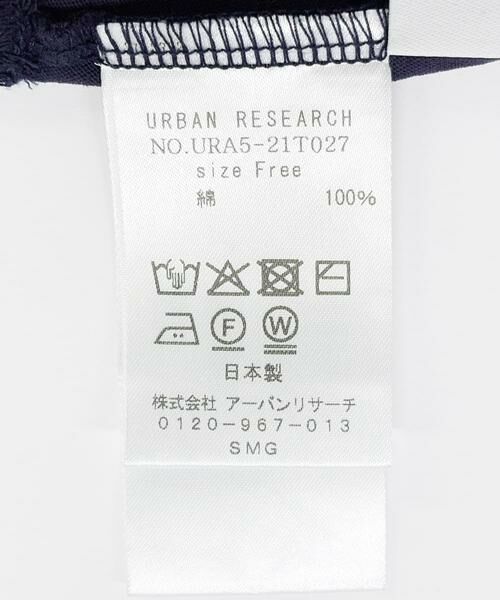 URBAN RESEARCH
NO.URA5-21T027
size Free
綿 100%
F W
日本製
株式会社 アーバンリサーチ
0120-967-013
SMG